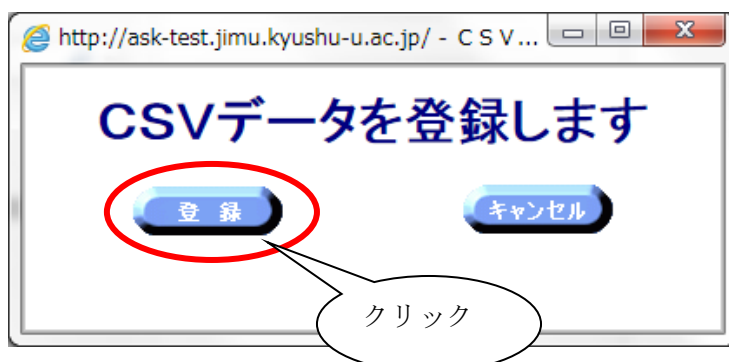 http://ask-test.jimu.kyushu-u.ac.jp/ - ＣＳＶ...
CSVデータを登録します
登 録
キャンセル
クリック